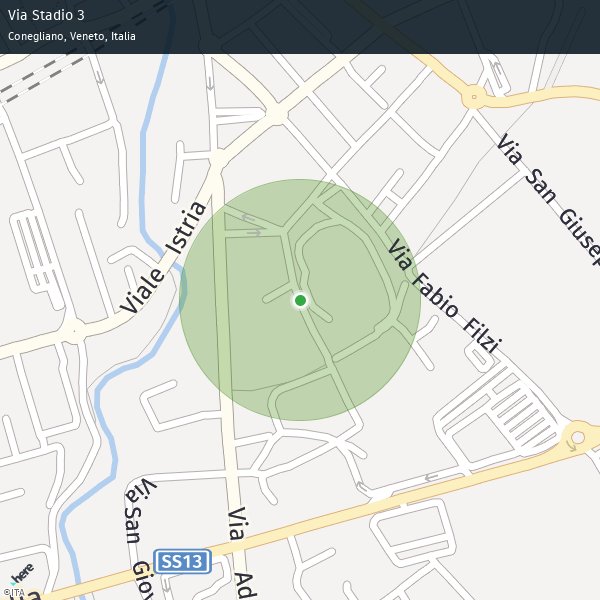 Via Stadio 3
Conegliano, Veneto, Italia
Via San Giusep
Viale Istria
Via Fabio Filzi
Via San Giov
Via Ad
SS13
here
©ITA